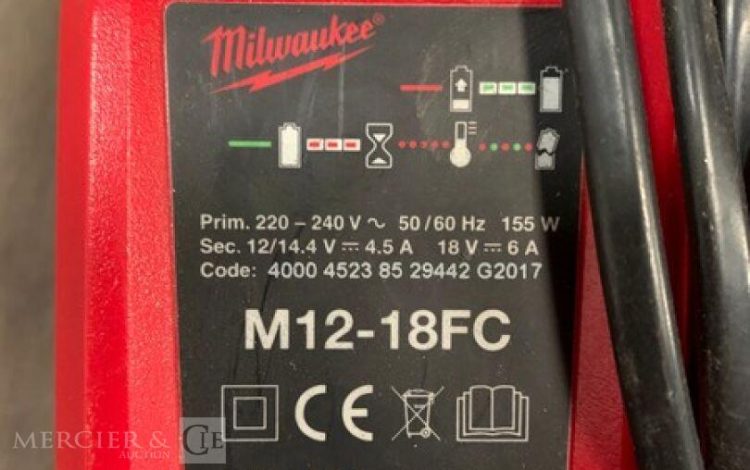 Milwaukee
Prim. 220 – 240 V ~ 50/60 Hz 155 W
Sec. 12/14.4 V ⎓ 4.5 A 18 V ⎓ 6 A
Code: 4000 4523 85 29442 G2017
M12-18FC
CE
MERCIER & CIE
AUCTION